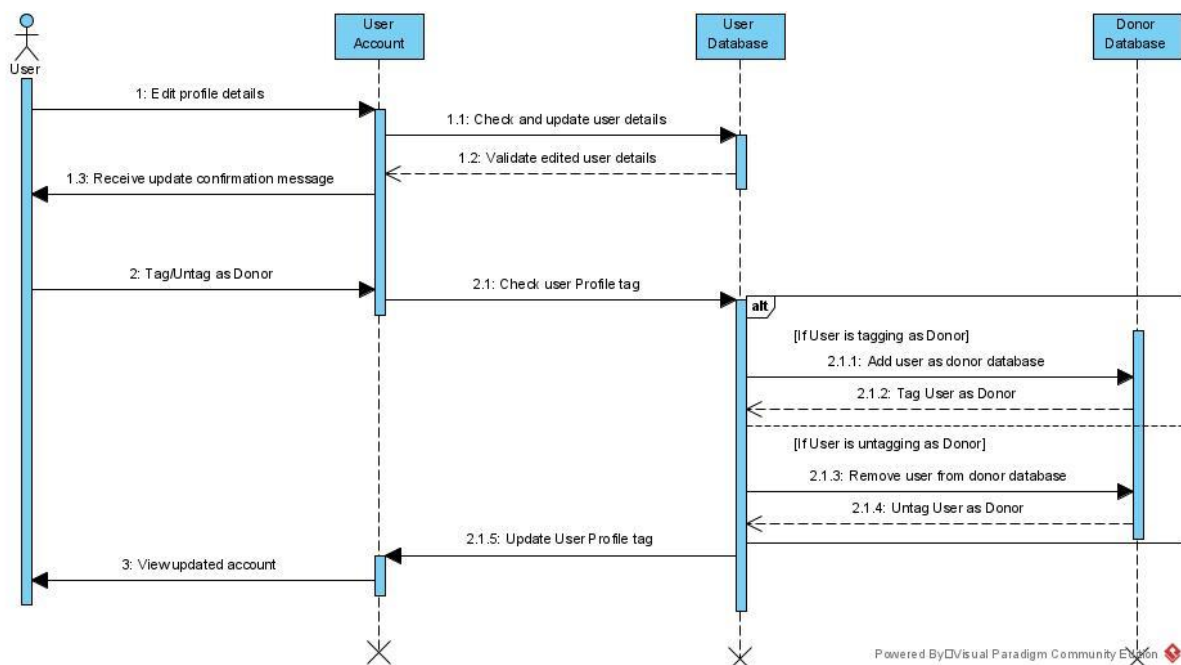 User
Account
User
Database
Donor
Database
User
1: Edit profile details
1.1: Check and update user details
1.2: Validate edited user details
1.3: Receive update confirmation message
2: Tag/Untag as Donor
2.1: Check user Profile tag
alt
[If User is tagging as Donor]
2.1.1: Add user as donor database
2.1.2: Tag User as Donor
[If User is untagging as Donor]
2.1.3: Remove user from donor database
2.1.4: Untag User as Donor
2.1.5: Update User Profile tag
3: View updated account
Powered By□Visual Paradigm Community Edition